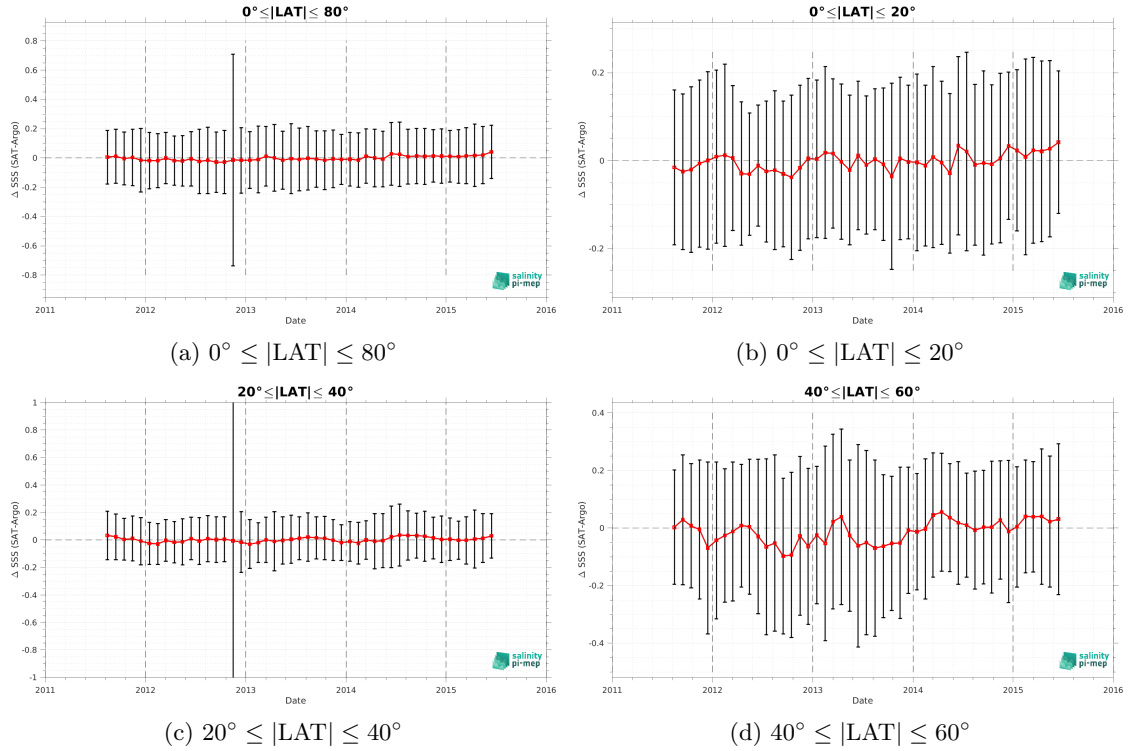 0°≤|LAT|≤ 80°
0.8
0.6
0.4
0.2
0
-0.2
-0.4
-0.6
-0.8
Δ SSS (SAT-Argo)
2011 2012 2013 2014 2015 2016
Date
salinity
pi-mep
(a) 0° ≤ |LAT| ≤ 80°
0°≤|LAT|≤ 20°
0.2
0
-0.2
Δ SSS (SAT-Argo)
2011 2012 2013 2014 2015 2016
Date
salinity
pi-mep
(b) 0° ≤ |LAT| ≤ 20°
20°≤|LAT|≤ 40°
1
0.8
0.6
0.4
0.2
0
-0.2
-0.4
-0.6
-0.8
-1
Δ SSS (SAT-Argo)
2011 2012 2013 2014 2015 2016
Date
salinity
pi-mep
(c) 20° ≤ |LAT| ≤ 40°
40°≤|LAT|≤ 60°
0.4
0.2
0
-0.2
-0.4
Δ SSS (SAT-Argo)
2011 2012 2013 2014 2015 2016
Date
salinity
pi-mep
(d) 40° ≤ |LAT| ≤ 60°